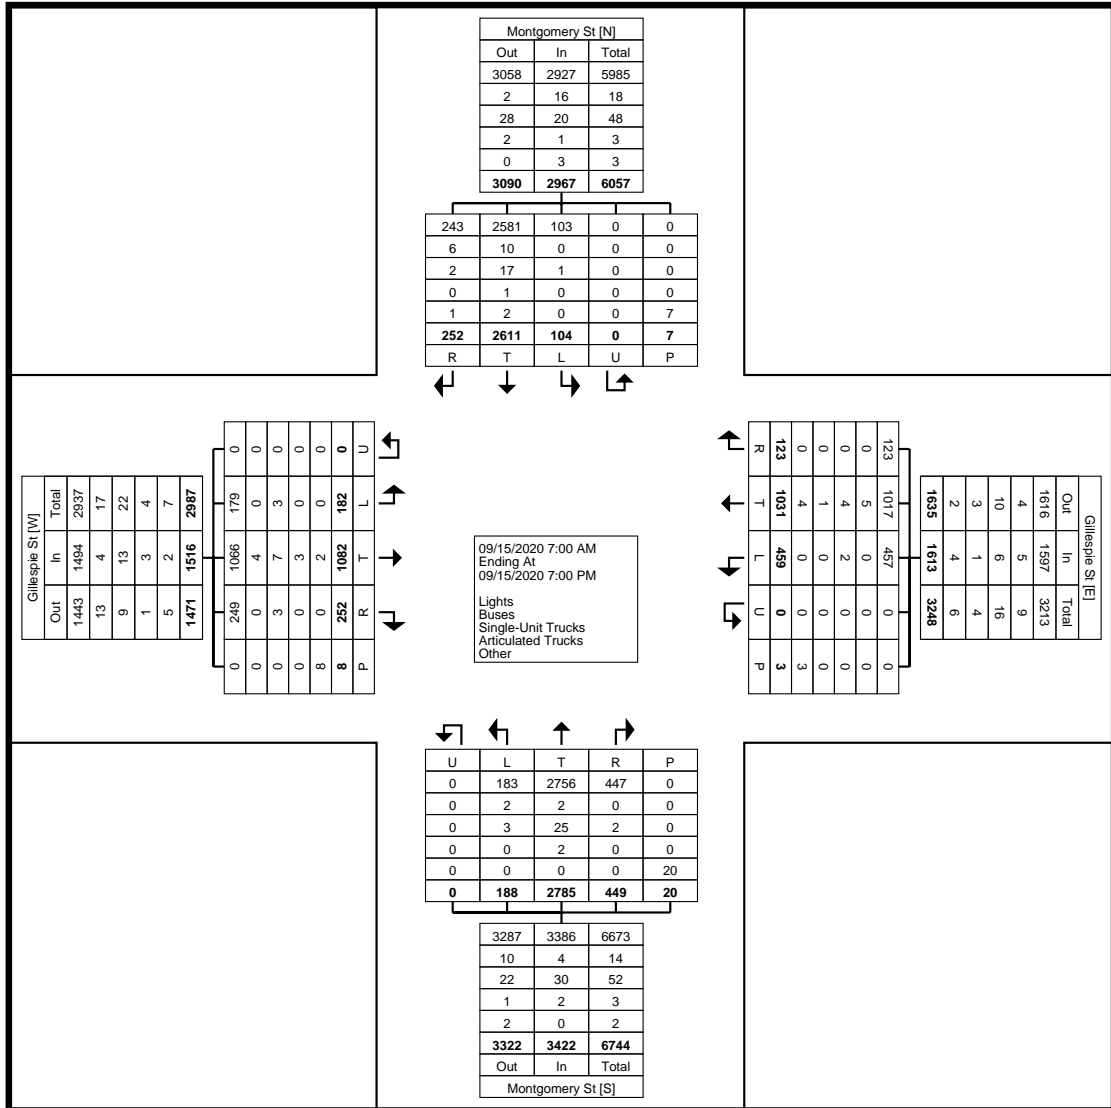 Montgomery St [N]
Out In Total
3058 2927 5985
2 16 18
28 20 48
2 1 3
0 3 3
3090 2967 6057
243 2581 103 0 0
6 10 0 0 0
2 17 1 0 0
0 1 0 0 0
1 2 0 0 7
252 2611 104 0 7
R T L U P
Gillespie St [W]
Total In Out
2937 1494 1443
17 4 13
22 13 9
4 3 1
7 2 5
2987 1516 1471
0 179 1066 249 0
0 0 4 0 0
0 3 7 3 0
0 0 3 0 0
0 0 2 0 8
0 182 1082 252 8
U L T R P
09/15/2020 7:00 AM
Ending At
09/15/2020 7:00 PM
Lights
Buses
Single-Unit Trucks
Articulated Trucks
Other
Gillespie St [E]
Out In Total
1616 1597 3213
4 5 9
10 6 16
3 1 4
2 4 6
1635 1613 3248
123 1017 457 0 0
0 5 0 0 0
0 4 2 0 0
0 1 0 0 0
0 4 0 0 3
123 1031 459 0 3
R T L U P
U L T R P
0 183 2756 447 0
0 2 2 0 0
0 3 25 2 0
0 0 2 0 0
0 0 0 0 20
0 188 2785 449 20
3287 3386 6673
10 4 14
22 30 52
1 2 3
2 0 2
3322 3422 6744
Out In Total
Montgomery St [S]